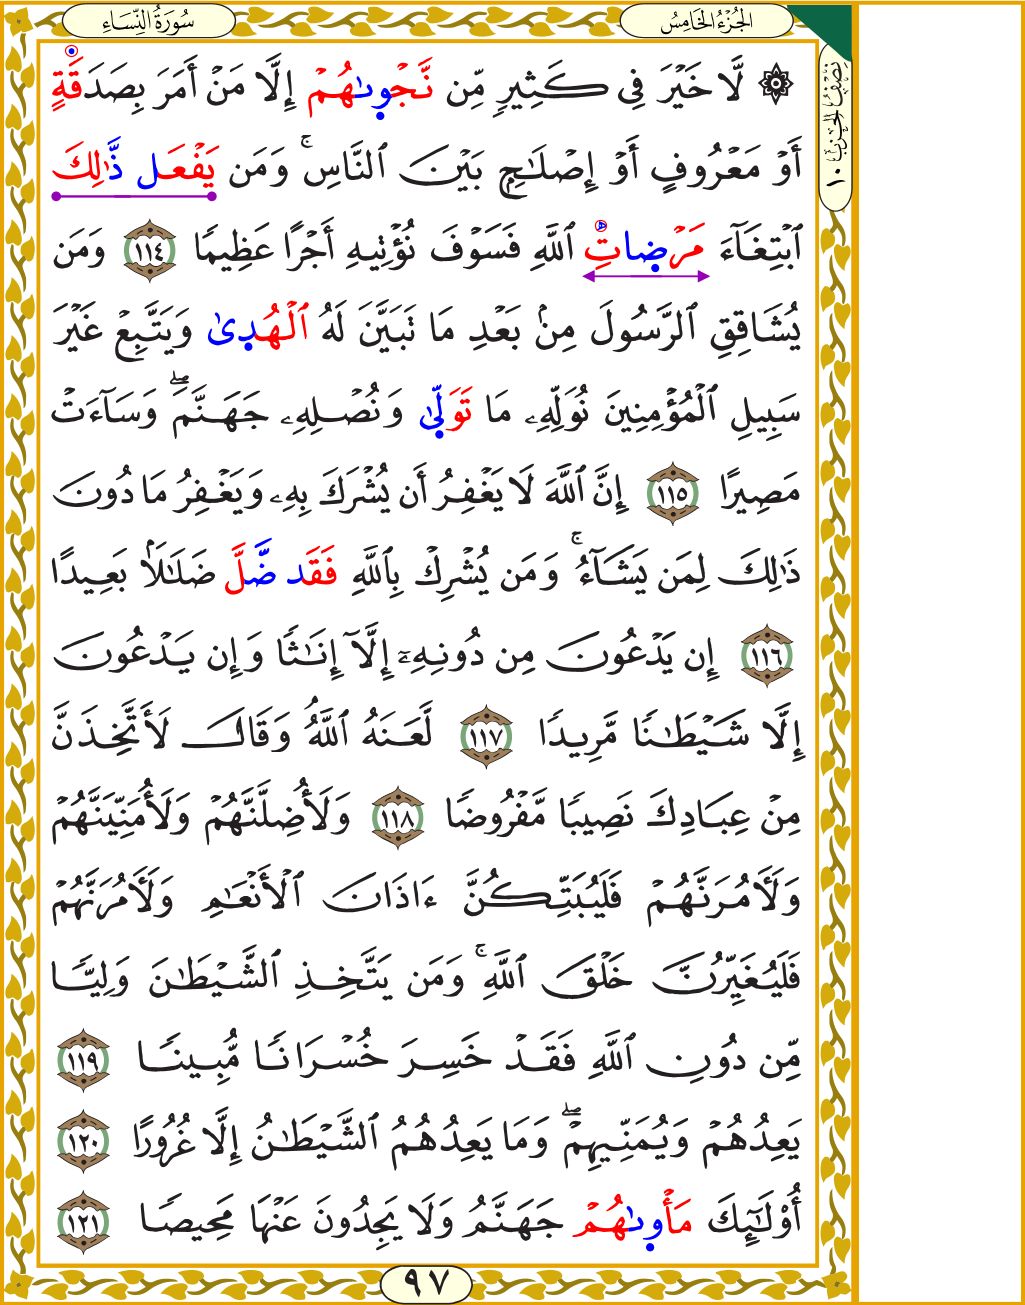 سُورَةُ النِّسَاءِ
الجُزْءُ الخَامِسُ
نِصْفُ الحِزْبِ ١٠
۞ لَّا خَيْرَ فِي كَثِيرٍ مِّن نَّجْوىٰهُمْ إِلَّا مَنْ أَمَرَ بِصَدَقَةٍ
أَوْ مَعْرُوفٍ أَوْ إِصْلَٰحٍ بَيْنَ ٱلنَّاسِ ۚ وَمَن يَفْعَل ذَّٰلِكَ
ٱبْتِغَآءَ مَرْضِاتِ ٱللَّهِ فَسَوْفَ نُؤْتِيهِ أَجْرًا عَظِيمًا ١١٤ وَمَن
يُشَاقِقِ ٱلرَّسُولَ مِنۢ بَعْدِ مَا تَبَيَّنَ لَهُ ٱلْهُدىٰ وَيَتَّبِعْ غَيْرَ
سَبِيلِ ٱلْمُؤْمِنِينَ نُوَلِّهِۦ مَا تَوَلّىٰ وَنُصْلِهِۦ جَهَنَّمَ ۖ وَسَآءَتْ
مَصِيرًا ١١٥ إِنَّ ٱللَّهَ لَا يَغْفِرُ أَن يُشْرَكَ بِهِۦ وَيَغْفِرُ مَا دُونَ
ذَٰلِكَ لِمَن يَشَآءُ ۚ وَمَن يُشْرِكْ بِٱللَّهِ فَقَد ضَّلَّ ضَلَٰلًۢا بَعِيدًا
١١٦ إِن يَدْعُونَ مِن دُونِهِۦٓ إِلَّآ إِنَٰثًا وَإِن يَدْعُونَ
إِلَّا شَيْطَٰنًا مَّرِيدًا ١١٧ لَّعَنَهُ ٱللَّهُ ۘ وَقَالَ لَأَتَّخِذَنَّ
مِنْ عِبَادِكَ نَصِيبًا مَّفْرُوضًا ١١٨ وَلَأُضِلَّنَّهُمْ وَلَأُمَنِّيَنَّهُمْ
وَلَءَامُرَنَّهُمْ فَلَيُبَتِّكُنَّ ءَاذَانَ ٱلْأَنْعَٰمِ وَلَءَامُرَنَّهُمْ
فَلَيُغَيِّرُنَّ خَلْقَ ٱللَّهِ ۚ وَمَن يَتَّخِذِ ٱلشَّيْطَٰنَ وَلِيًّا
مِّن دُونِ ٱللَّهِ فَقَدْ خَسِرَ خُسْرَانًا مُّبِينًا ١١٩
يَعِدُهُمْ وَيُمَنِّيهِمْ ۖ وَمَا يَعِدُهُمُ ٱلشَّيْطَٰنُ إِلَّا غُرُورًا ١٢٠
أُو۟لَٰٓئِكَ مَأْوىٰهُمْ جَهَنَّمُ وَلَا يَجِدُونَ عَنْهَا مَحِيصًا ١٢١
٩٧